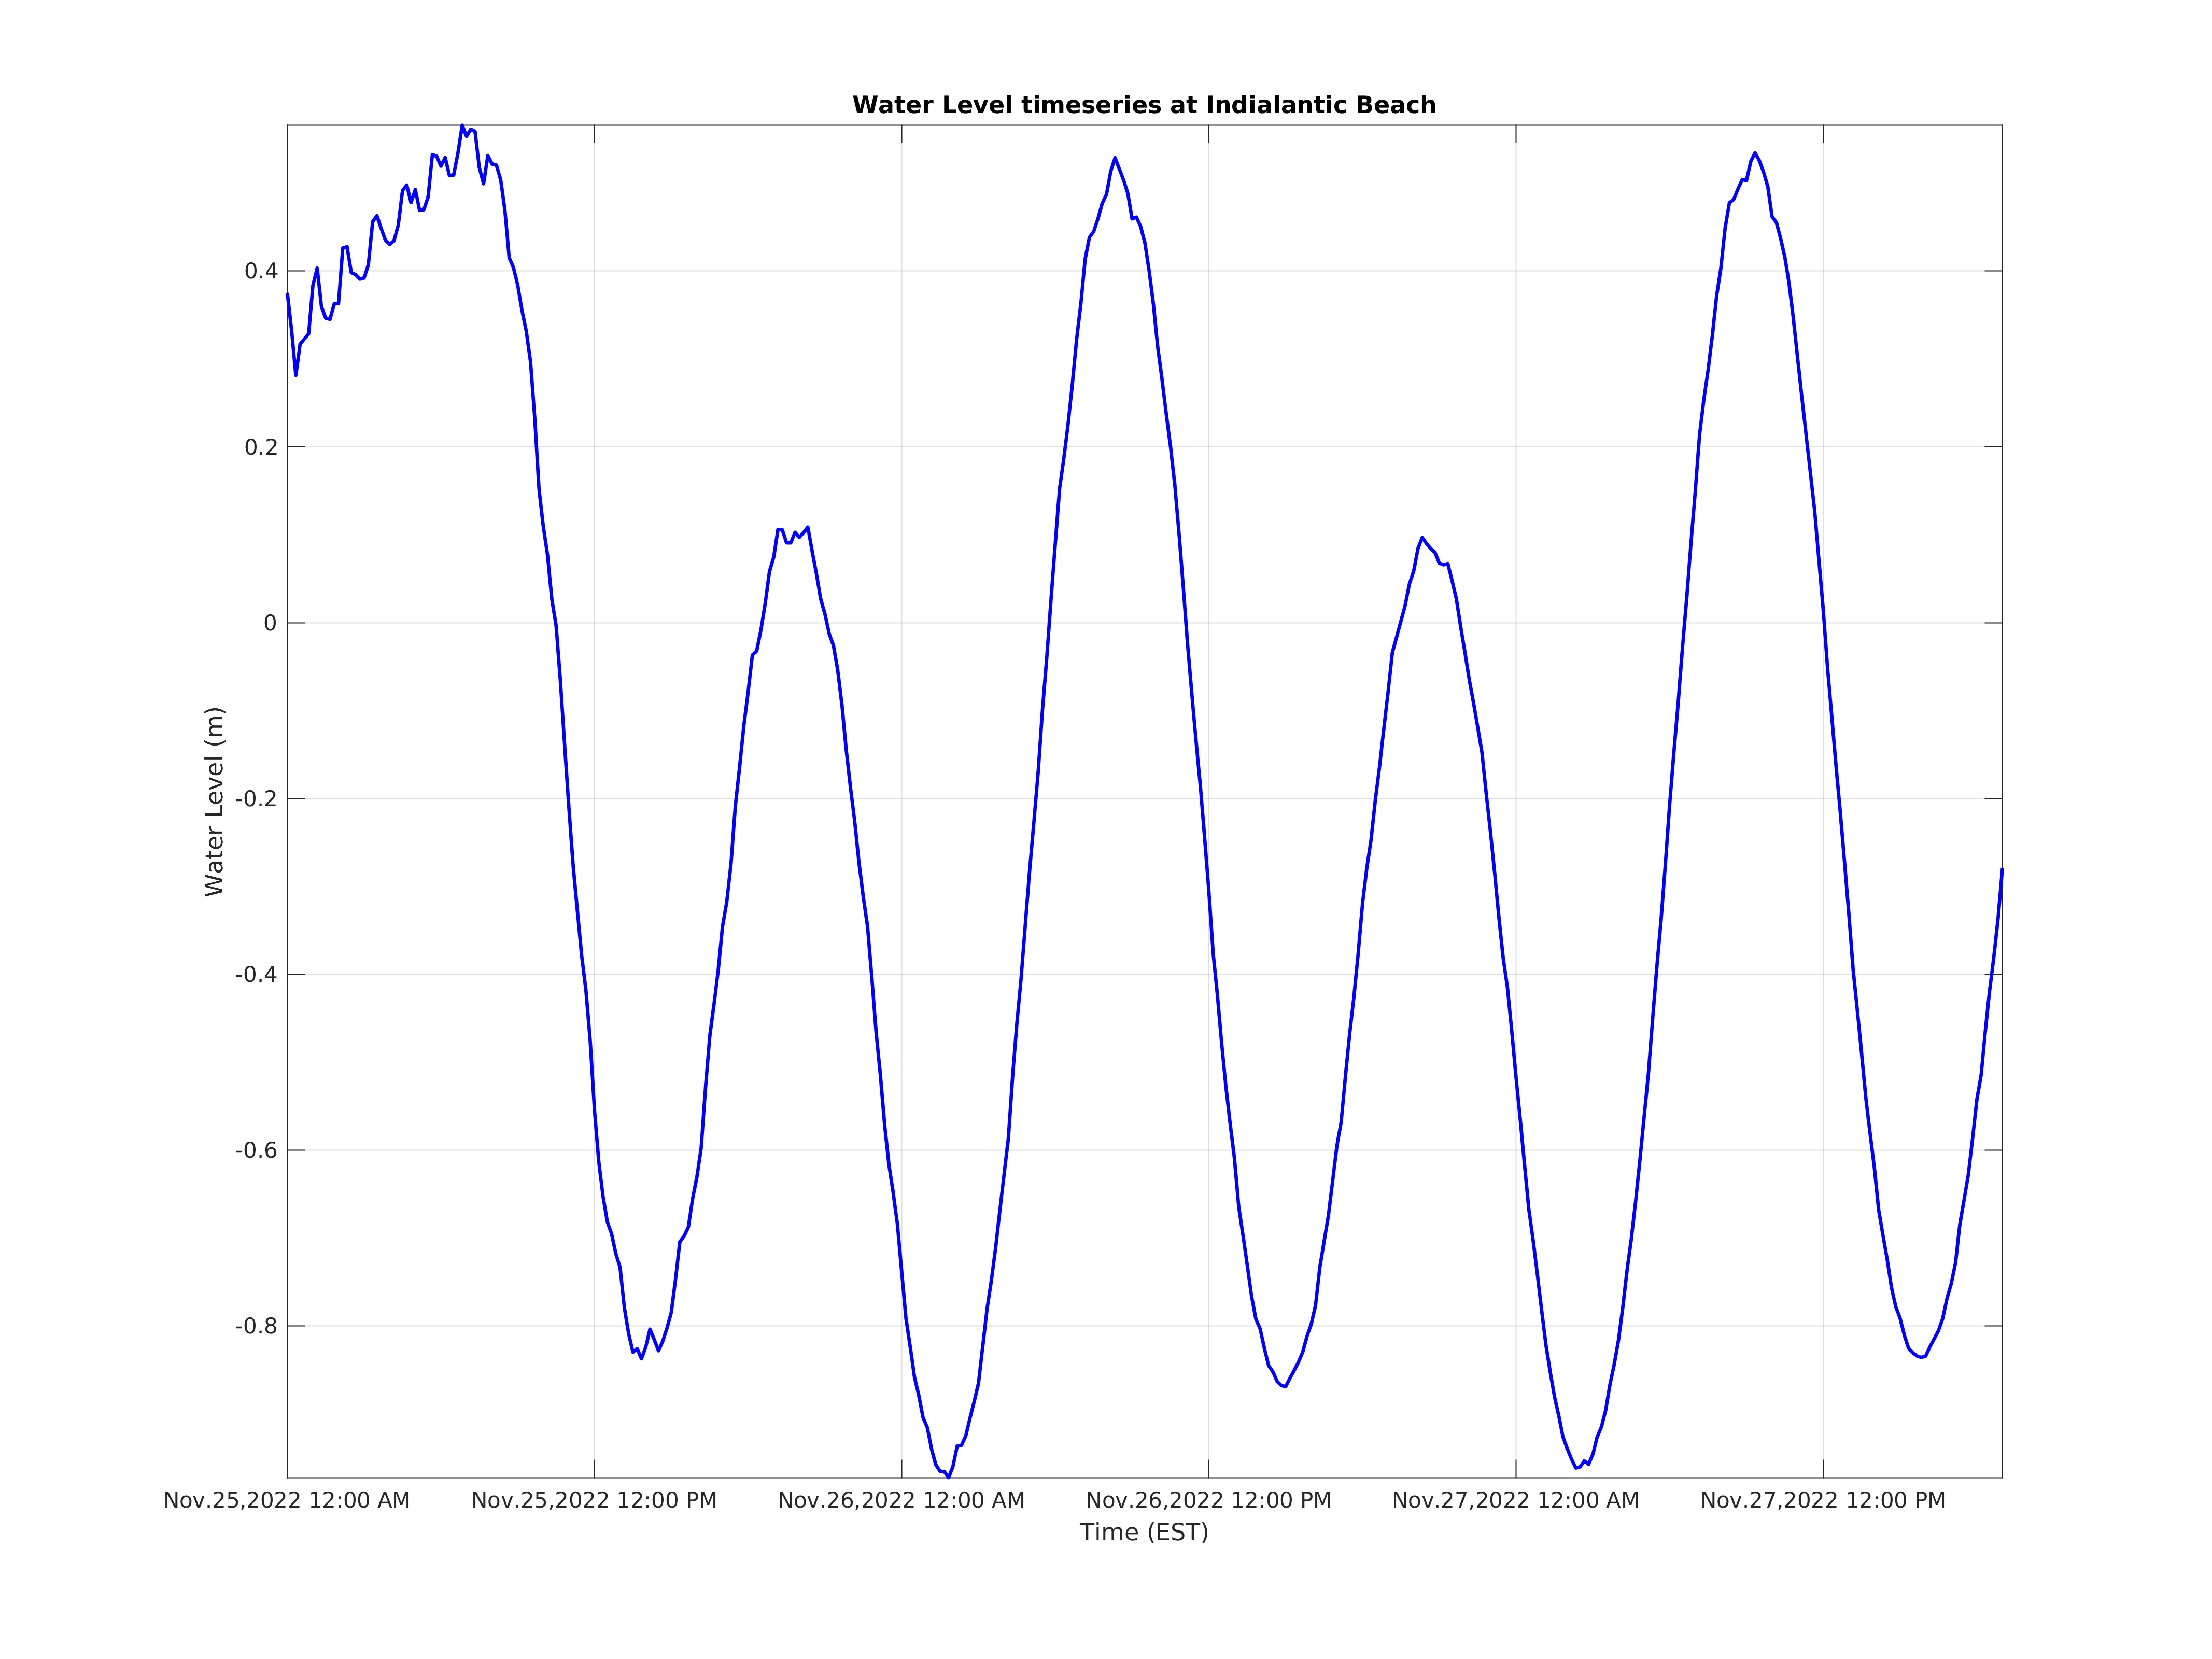 Water Level timeseries at Indialantic Beach
0.4
0.2
0
-0.2
-0.4
-0.6
-0.8
Water Level (m)
Nov.25,2022 12:00 AM
Nov.25,2022 12:00 PM
Nov.26,2022 12:00 AM
Nov.26,2022 12:00 PM
Nov.27,2022 12:00 AM
Nov.27,2022 12:00 PM
Time (EST)